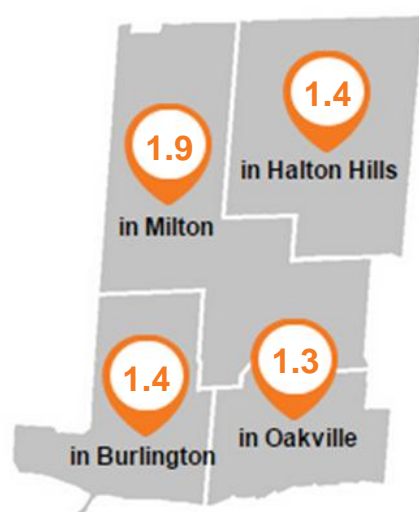 1.4
in Halton Hills
1.9
in Milton
1.4
in Burlington
1.3
in Oakville